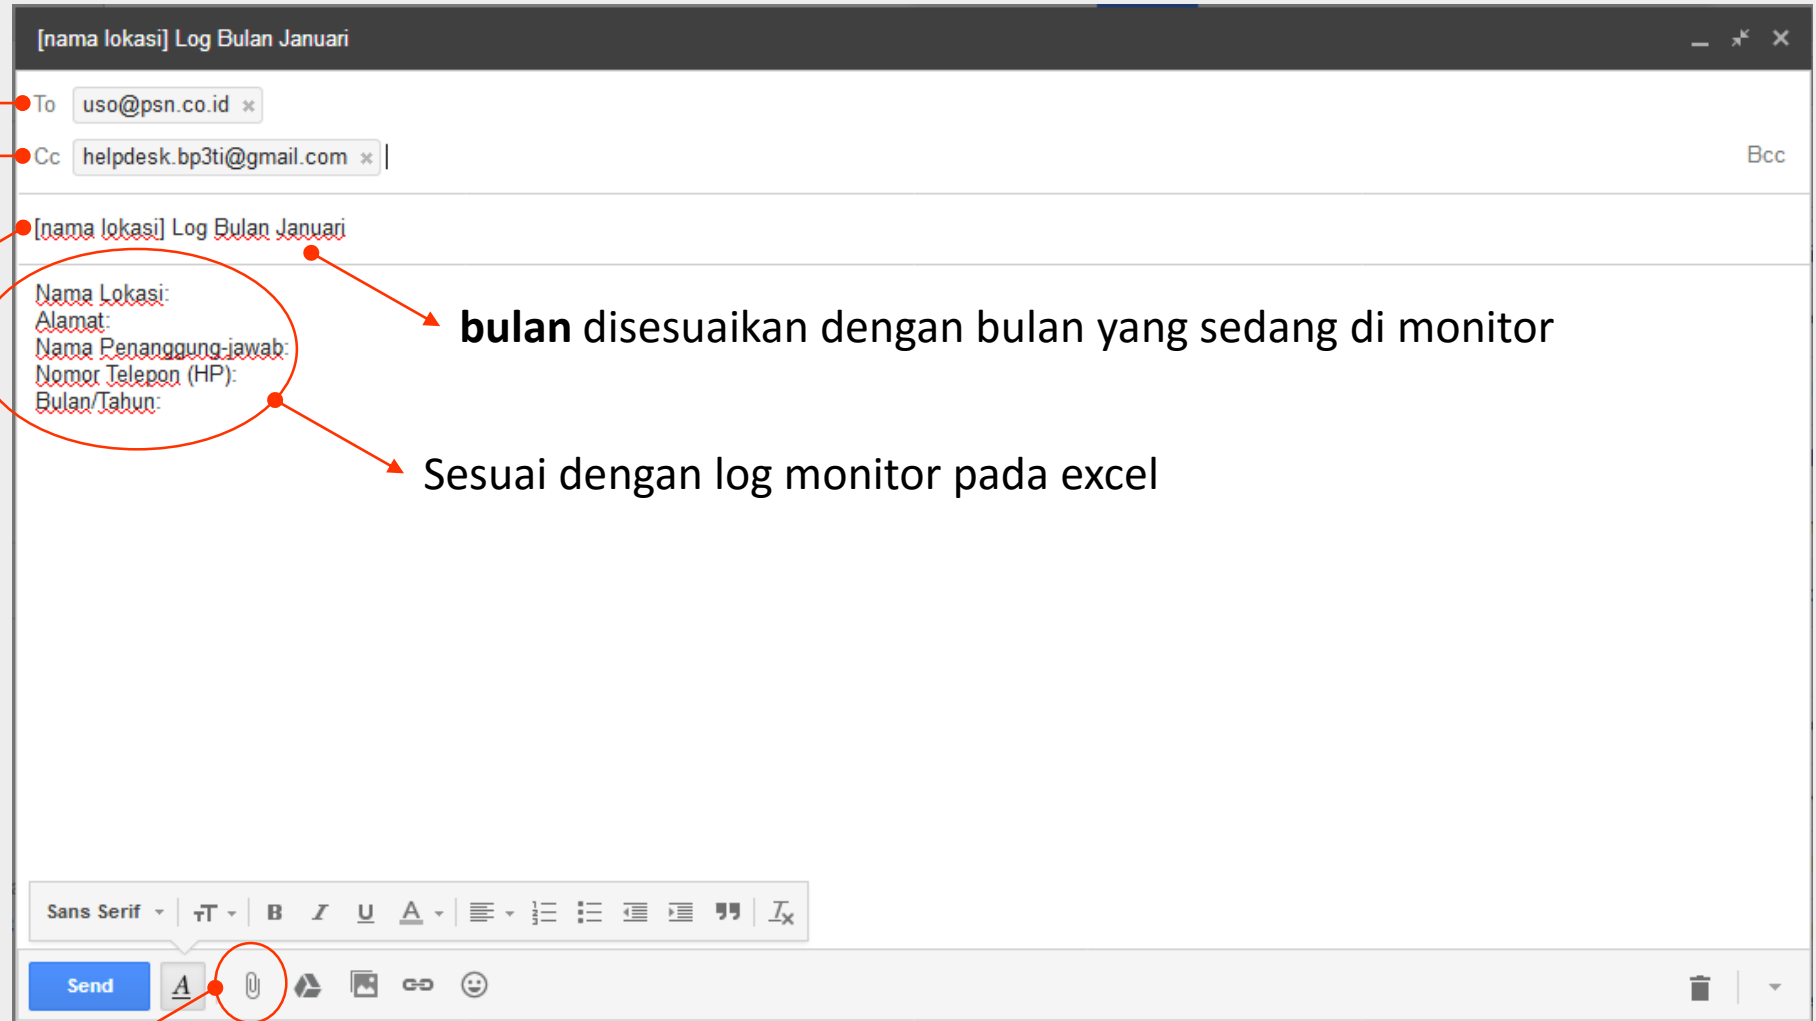 [nama lokasi] Log Bulan Januari
To uso@psn.co.id ×
Cc helpdesk.bp3ti@gmail.com ×
Bcc
[nama lokasi] Log Bulan Januari
Nama Lokasi:
Alamat:
Nama Penanggung-jawab:
Nomor Telepon (HP):
Bulan/Tahun:
bulan disesuaikan dengan bulan yang sedang di monitor
Sesuai dengan log monitor pada excel
Sans Serif TT B I U A Tx
Send A